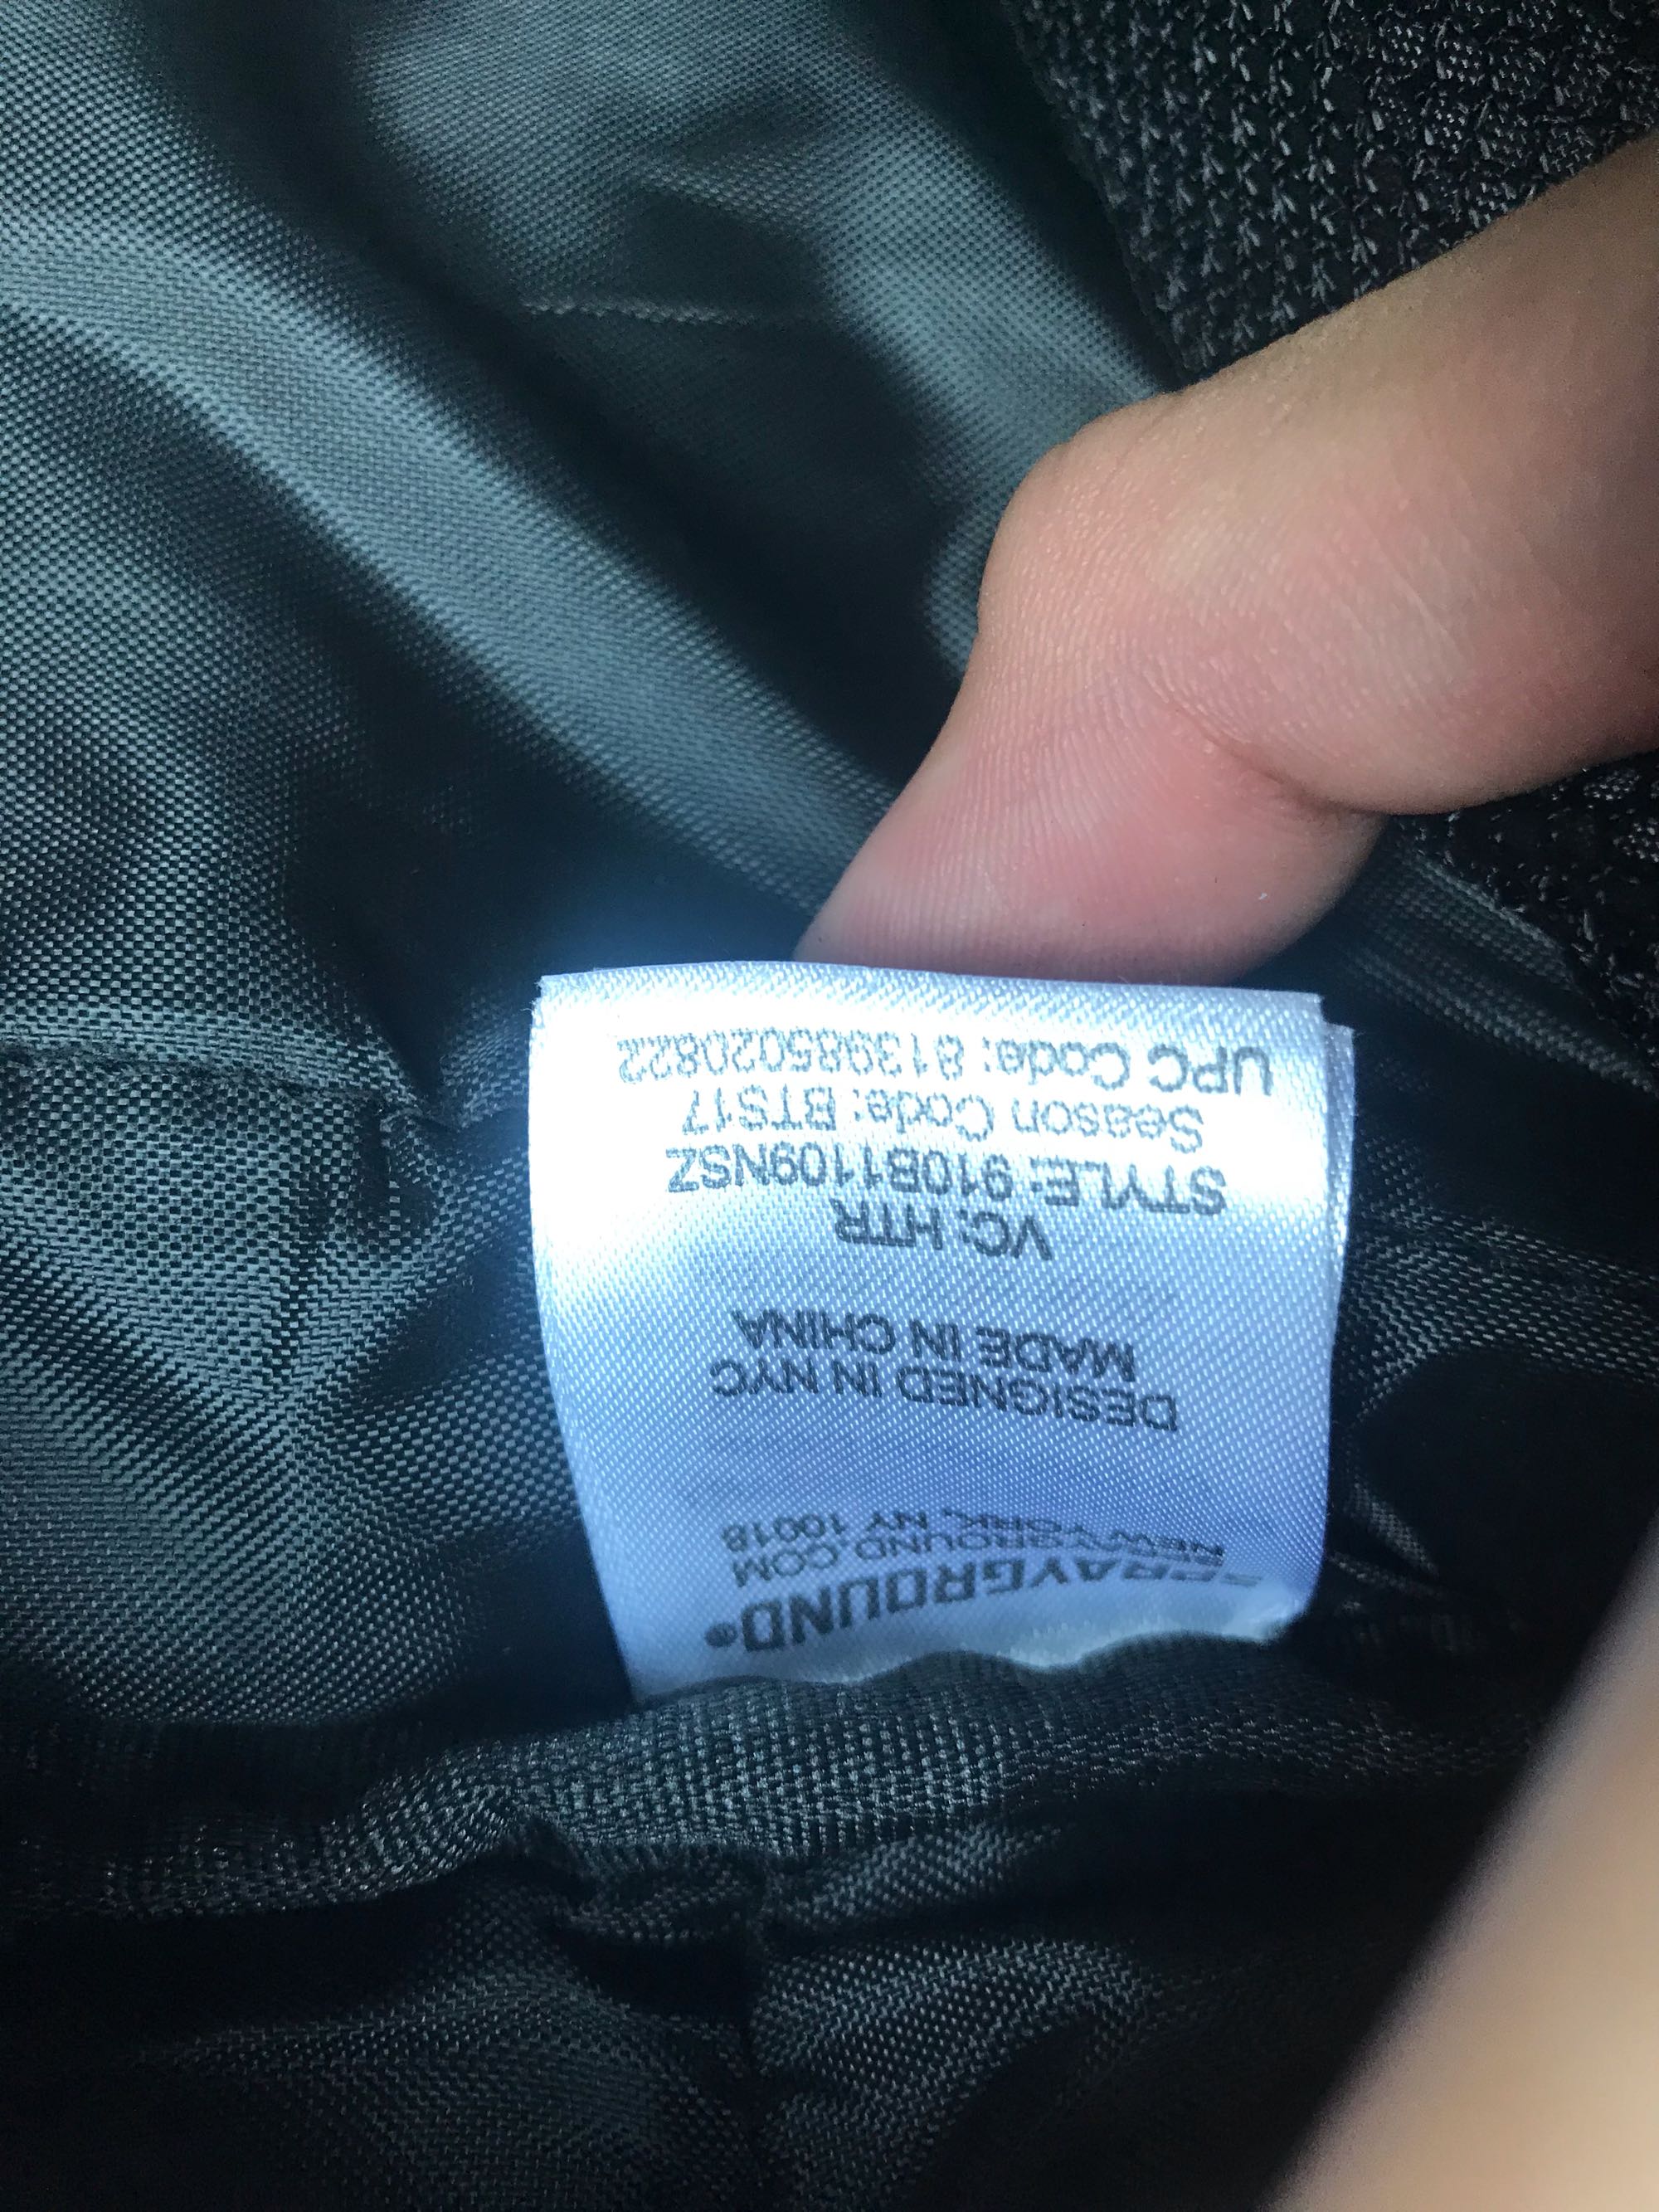 SPRAYGROUND®
SPRAYGROUND.COM
NEW YORK, NY 10018
DESIGNED IN NYC
MADE IN CHINA
VC: HTR
STYLE: 910B1109NSZ
Season Code: BTS17
UPC Code: 813985020822